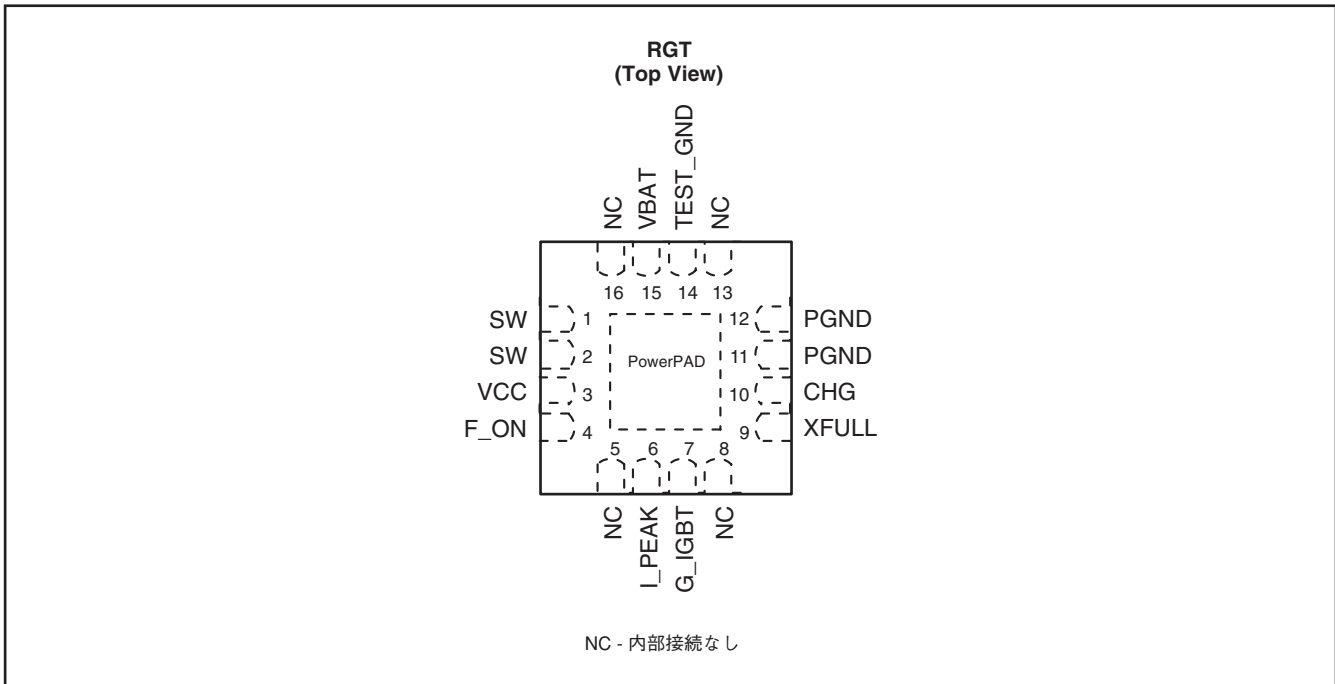 RGT
(Top View)
NC
VBAT
TEST_GND
NC
16 15 14 13
SW 1
SW 2
VCC 3
F_ON 4
PowerPAD
12 PGND
11 PGND
10 CHG
9 XFULL
5 6 7 8
NC
I_PEAK
G_IGBT
NC
NC - 内部接続なし